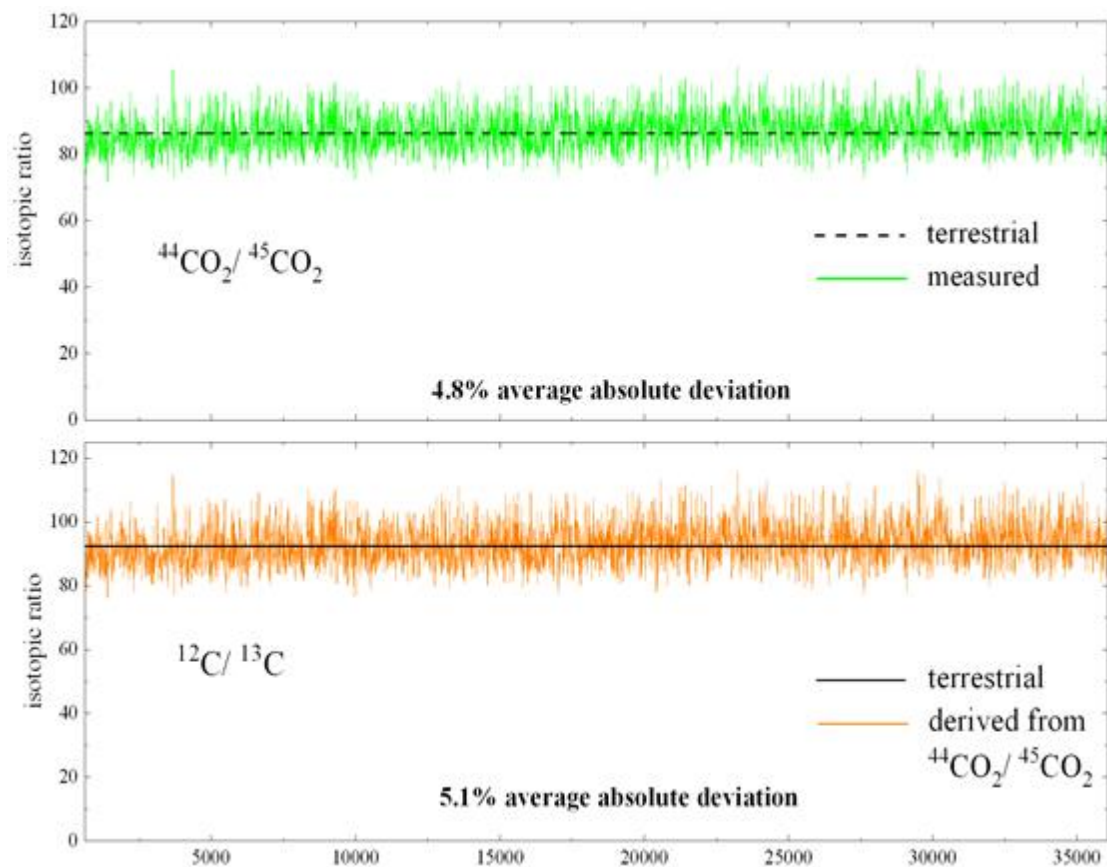 120
100
80
60
40
20
0
isotopic ratio
⁴⁴CO₂/ ⁴⁵CO₂
terrestrial
measured
4.8% average absolute deviation
120
100
80
60
40
20
0
isotopic ratio
¹²C/ ¹³C
terrestrial
derived from
⁴⁴CO₂/ ⁴⁵CO₂
5.1% average absolute deviation
5000 10000 15000 20000 25000 30000 35000